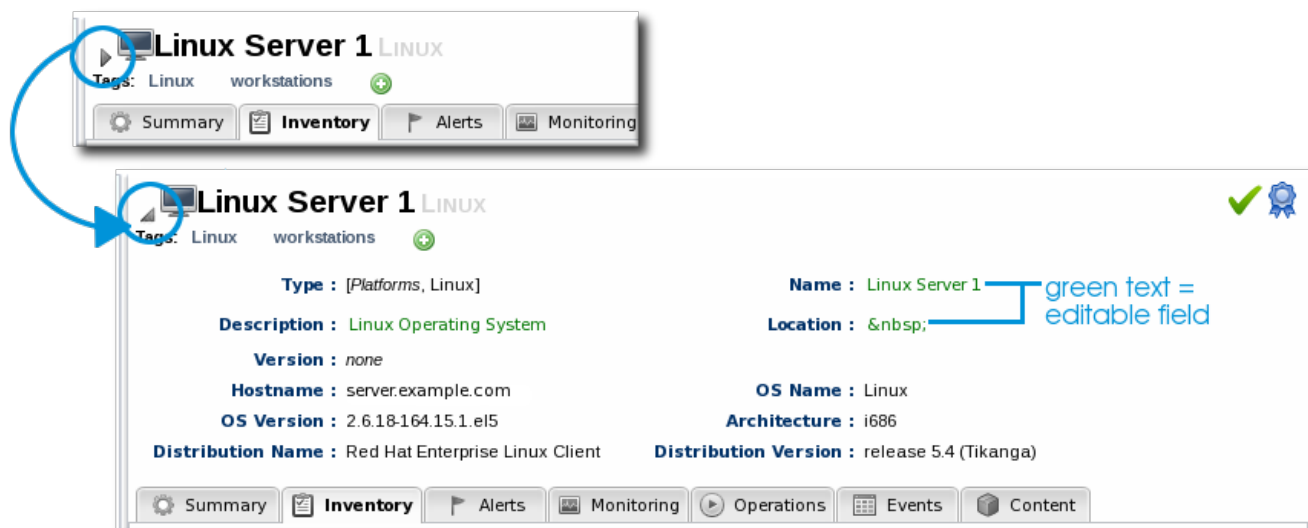 Linux Server 1 LINUX
Tags: Linux workstations
Summary Inventory Alerts Monitoring
Linux Server 1 LINUX
Tags: Linux workstations
Type : [Platforms, Linux] Name : Linux Server 1
green text =
editable field
Description : Linux Operating System Location : &nbsp;
Version : none
Hostname : server.example.com OS Name : Linux
OS Version : 2.6.18-164.15.1.el5 Architecture : i686
Distribution Name : Red Hat Enterprise Linux Client Distribution Version : release 5.4 (Tikanga)
Summary Inventory Alerts Monitoring Operations Events Content